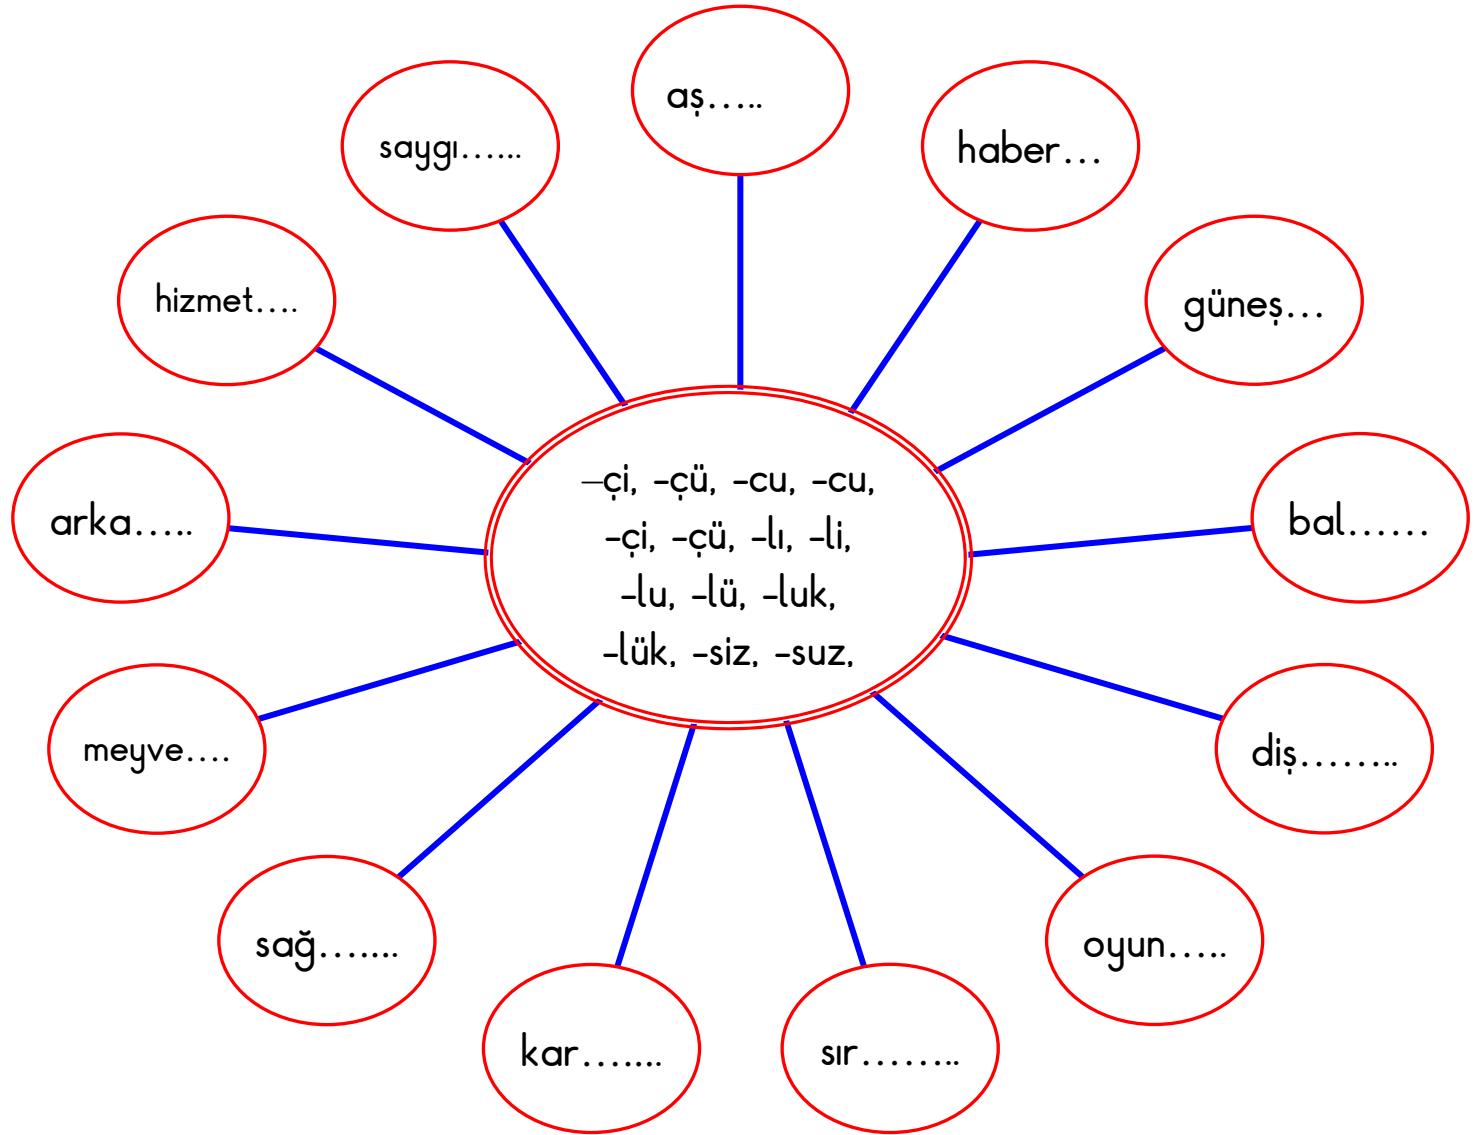 aş…..
saygı…...
haber…
hizmet….
güneş…
–çi, -çü, -cu, -cu,
-çi, -çü, -lı, -li,
-lu, -lü, -luk,
-lük, -siz, -suz,
arka…..
bal……
meyve….
diş……..
sağ…....
oyun…..
kar…....
sır……..